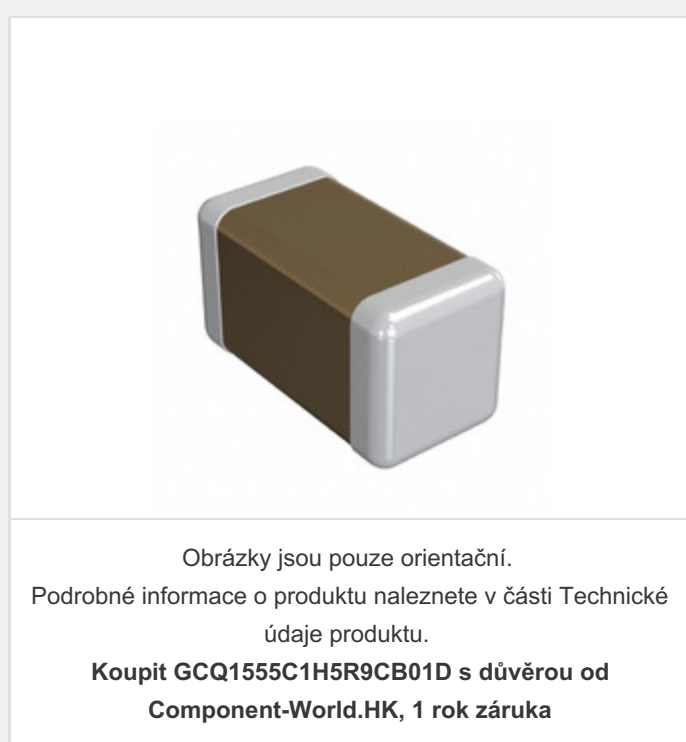 Obrázky jsou pouze orientační.
Podrobné informace o produktu naleznete v části Technické
údaje produktu.
Koupit GCQ1555C1H5R9CB01D s důvěrou od
Component-World.HK, 1 rok záruka